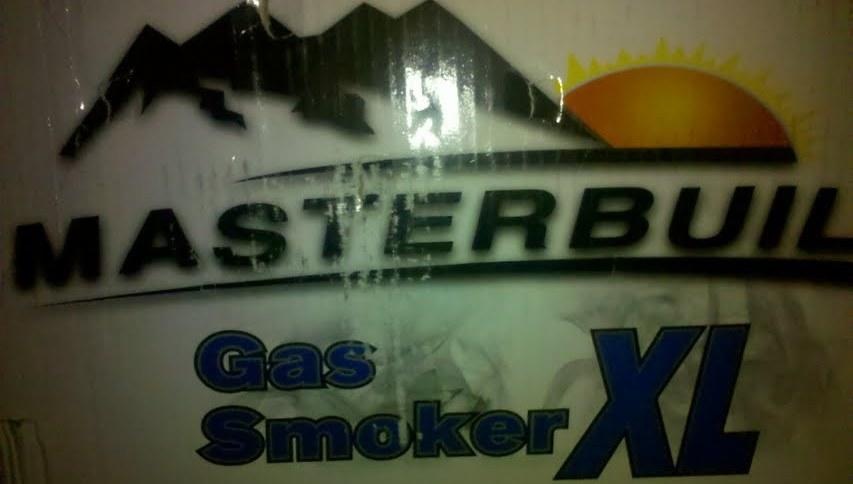 MASTERBUIL
Gas
Smoker XL